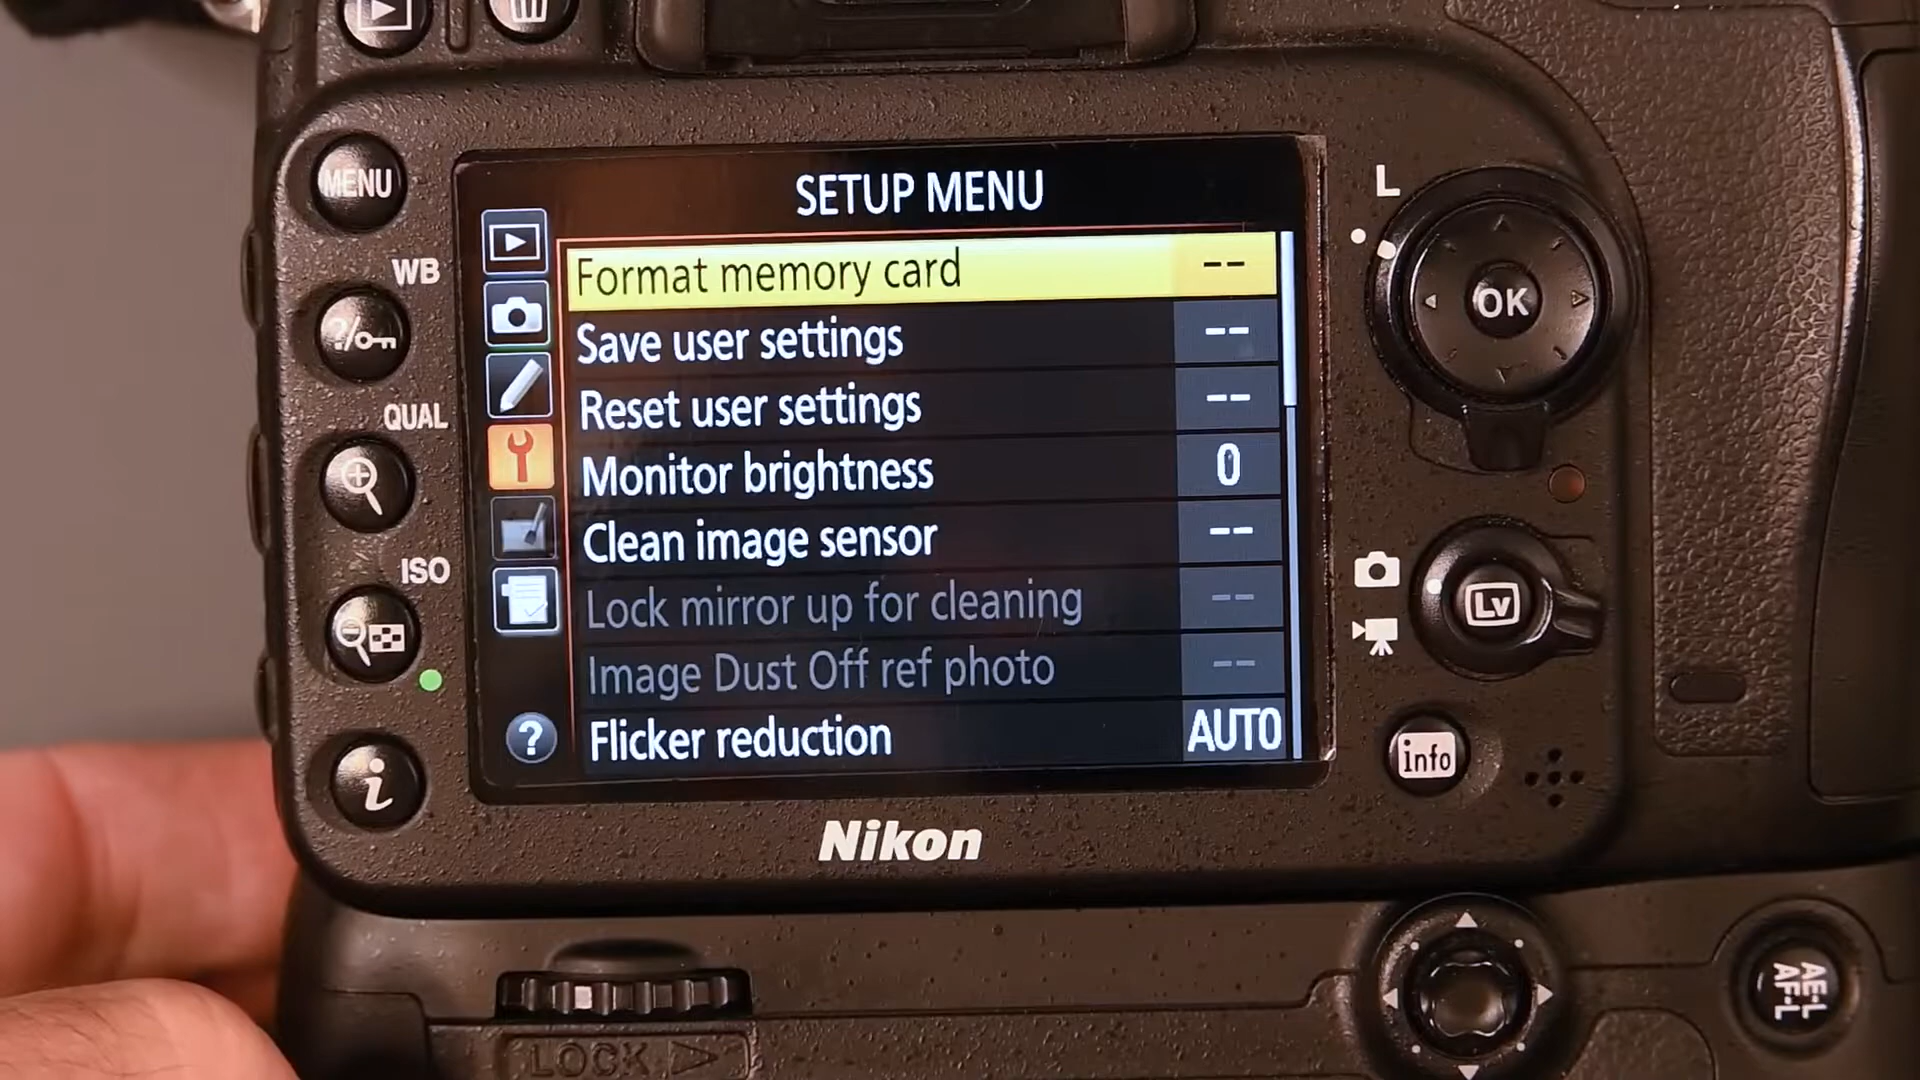 MENU
WB
?/
QUAL
ISO
i
SETUP MENU
Format memory card --
Save user settings --
Reset user settings --
Monitor brightness 0
Clean image sensor --
Lock mirror up for cleaning --
Image Dust Off ref photo --
Flicker reduction AUTO
?
L
OK
Lv
info
Nikon
LOCK
AE-L
AF-L